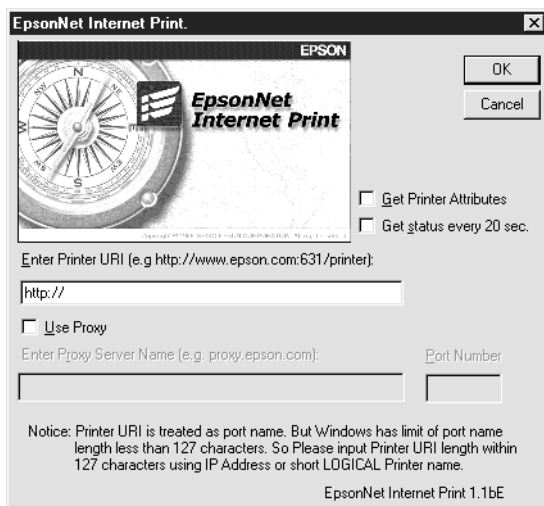 EpsonNet Internet Print.
EPSON
N
NW
NE
W
EpsonNet
Internet Print
OK
Cancel
Get Printer Attributes
Get status every 20 sec.
Enter Printer URI (e.g http://www.epson.com:631/printer):
http://
Use Proxy
Enter Proxy Server Name (e.g. proxy.epson.com):
Port Number
Notice: Printer URI is treated as port name. But Windows has limit of port name
length less than 127 characters. So Please input Printer URI length within
127 characters using IP Address or short LOGICAL Printer name.
EpsonNet Internet Print 1.1bE